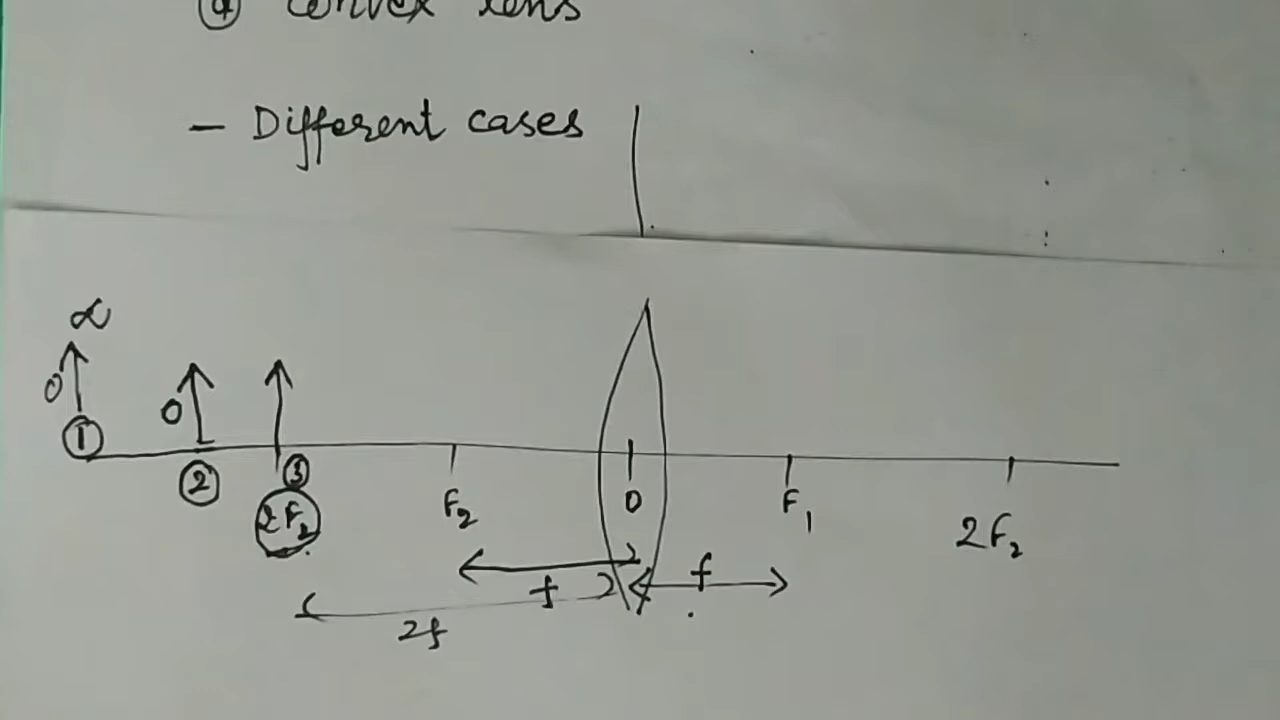 ⓐ convex lens
- Different cases
∝
O
O
①
②
③
2F₂
F₂
O
F₁
2F₂
f
f
2f